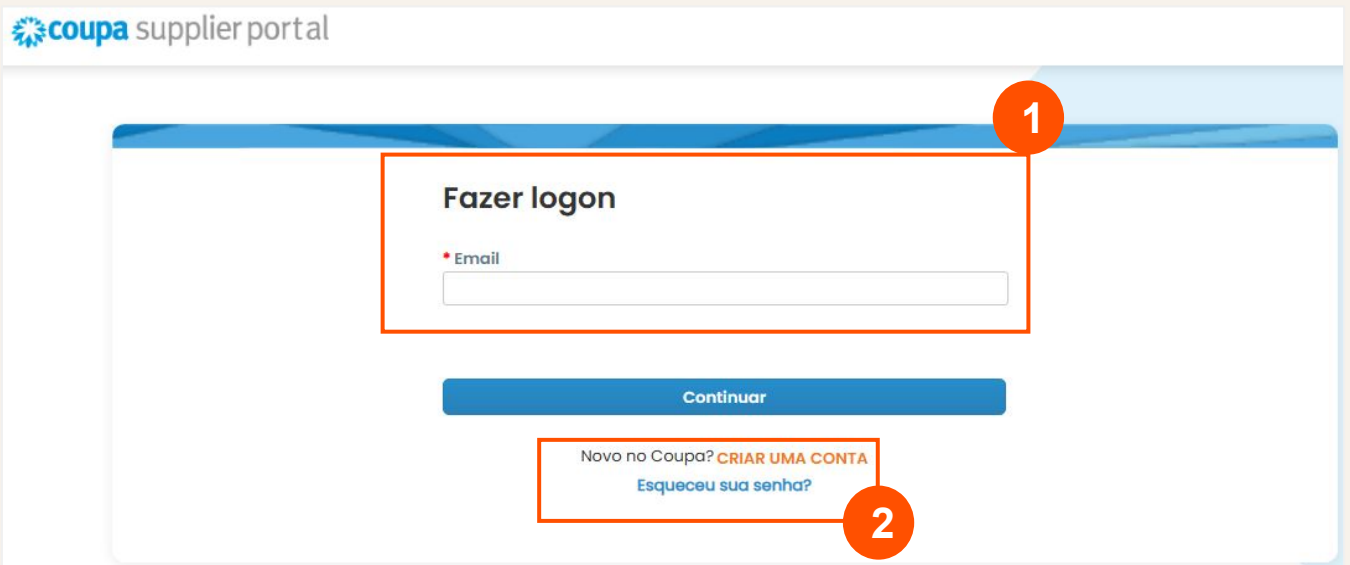 coupa supplier portal
1
Fazer logon
* Email
Continuar
Novo no Coupa? CRIAR UMA CONTA
Esqueceu sua senha?
2